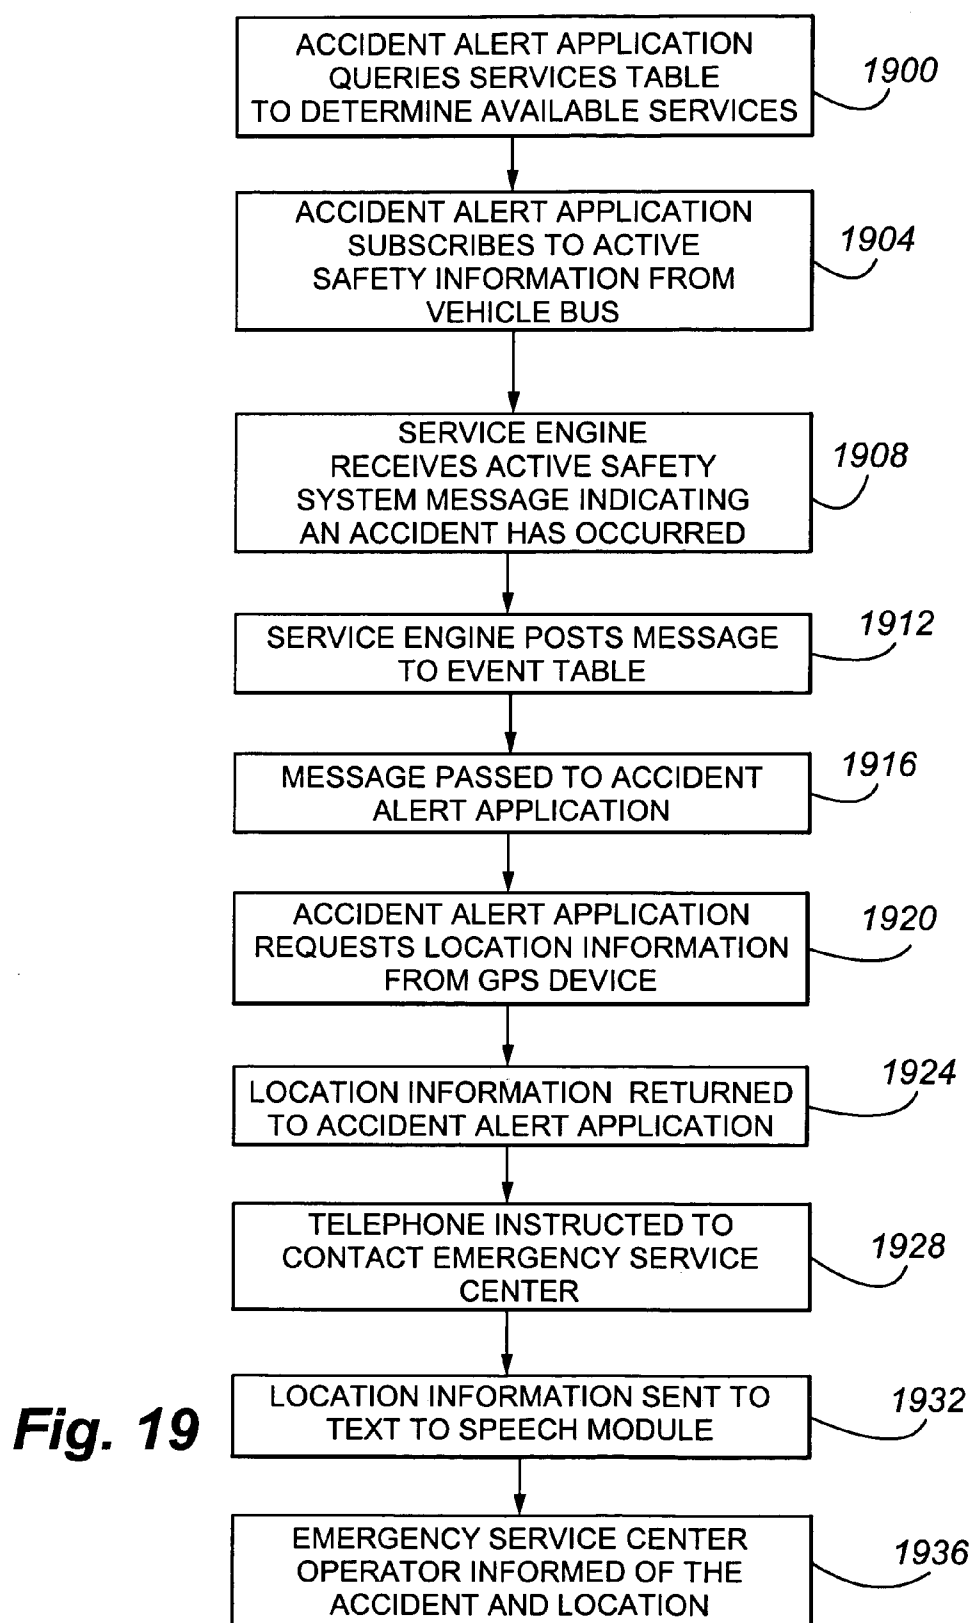 ACCIDENT ALERT APPLICATION
QUERIES SERVICES TABLE
TO DETERMINE AVAILABLE SERVICES
1900
ACCIDENT ALERT APPLICATION
SUBSCRIBES TO ACTIVE
SAFETY INFORMATION FROM
VEHICLE BUS
1904
SERVICE ENGINE
RECEIVES ACTIVE SAFETY
SYSTEM MESSAGE INDICATING
AN ACCIDENT HAS OCCURRED
1908
SERVICE ENGINE POSTS MESSAGE
TO EVENT TABLE
1912
MESSAGE PASSED TO ACCIDENT
ALERT APPLICATION
1916
ACCIDENT ALERT APPLICATION
REQUESTS LOCATION INFORMATION
FROM GPS DEVICE
1920
LOCATION INFORMATION RETURNED
TO ACCIDENT ALERT APPLICATION
1924
TELEPHONE INSTRUCTED TO
CONTACT EMERGENCY SERVICE
CENTER
1928
LOCATION INFORMATION SENT TO
TEXT TO SPEECH MODULE
1932
Fig. 19
EMERGENCY SERVICE CENTER
OPERATOR INFORMED OF THE
ACCIDENT AND LOCATION
1936